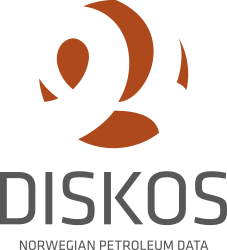 DISKOS
NORWEGIAN PETROLEUM DATA